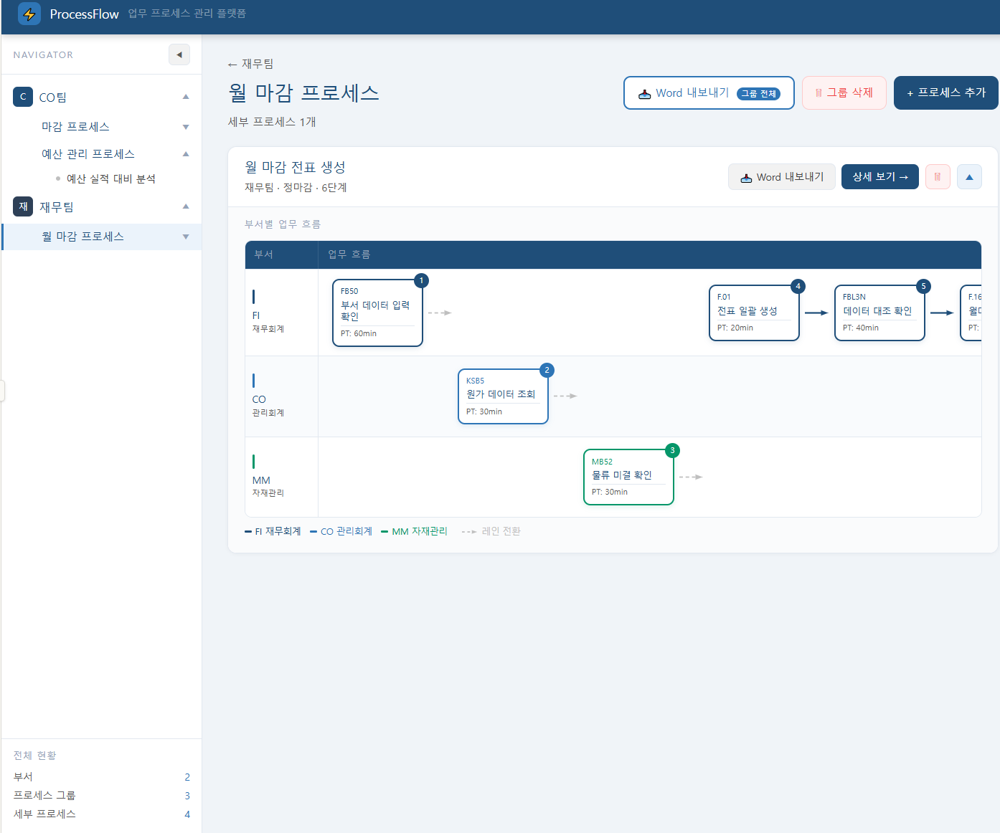 ProcessFlow 업무 프로세스 관리 플랫폼
NAVIGATOR
C CO팀
마감 프로세스
예산 관리 프로세스
예산 실적 대비 분석
재 재무팀
월 마감 프로세스
전체 현황
부서 2
프로세스 그룹 3
세부 프로세스 4
← 재무팀
월 마감 프로세스
세부 프로세스 1개
Word 내보내기 그룹 전체
그룹 삭제
+ 프로세스 추가
월 마감 전표 생성
재무팀 · 정마감 · 6단계
Word 내보내기
상세 보기 →
부서별 업무 흐름
부서 업무 흐름
FI
재무회계
1
FB50
부서 데이터 입력
확인
PT: 60min
4
F.01
전표 일괄 생성
PT: 20min
5
FBL3N
데이터 대조 확인
PT: 40min
F.16
PT:
CO
관리회계
2
KSB5
원가 데이터 조회
PT: 30min
MM
자재관리
3
MB52
물류 미결 확인
PT: 30min
FI 재무회계 CO 관리회계 MM 자재관리 레인 전환